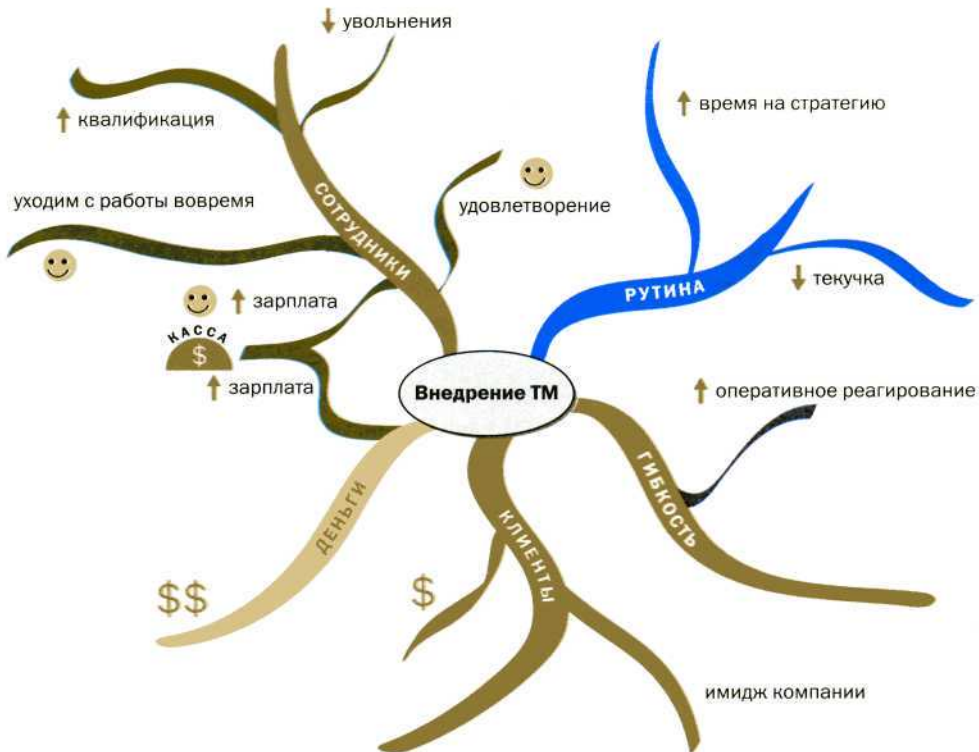 ↓ увольнения
↑ квалификация
↑ время на стратегию
СОТРУДНИКИ
уходим с работы вовремя
удовлетворение
РУТИНА
↓ текучка
↑ зарплата
КАССА
$
↑ зарплата
Внедрение ТМ
↑ оперативное реагирование
ГИБКОСТЬ
ДЕНЬГИ
КЛИЕНТЫ
$$
$
имидж компании